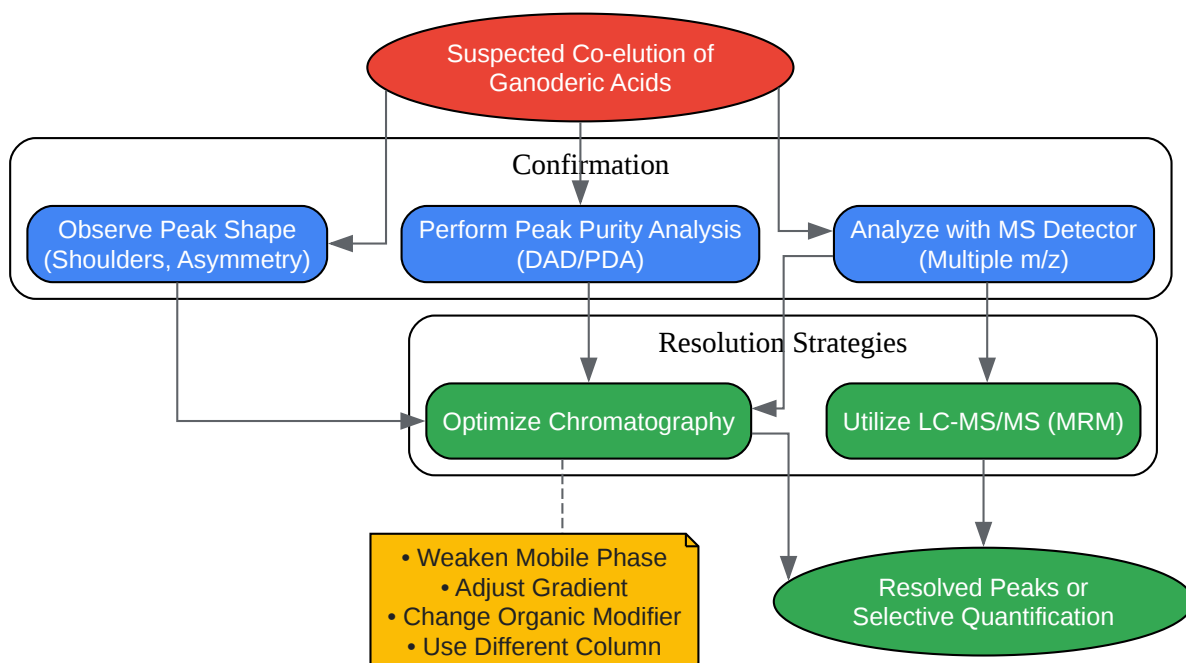 Suspected Co-elution of
Ganoderic Acids
Confirmation
Observe Peak Shape
(Shoulders, Asymmetry)
Perform Peak Purity Analysis
(DAD/PDA)
Analyze with MS Detector
(Multiple m/z)
Resolution Strategies
Optimize Chromatography
Utilize LC-MS/MS (MRM)
• Weaken Mobile Phase
• Adjust Gradient
• Change Organic Modifier
• Use Different Column
Resolved Peaks or
Selective Quantification